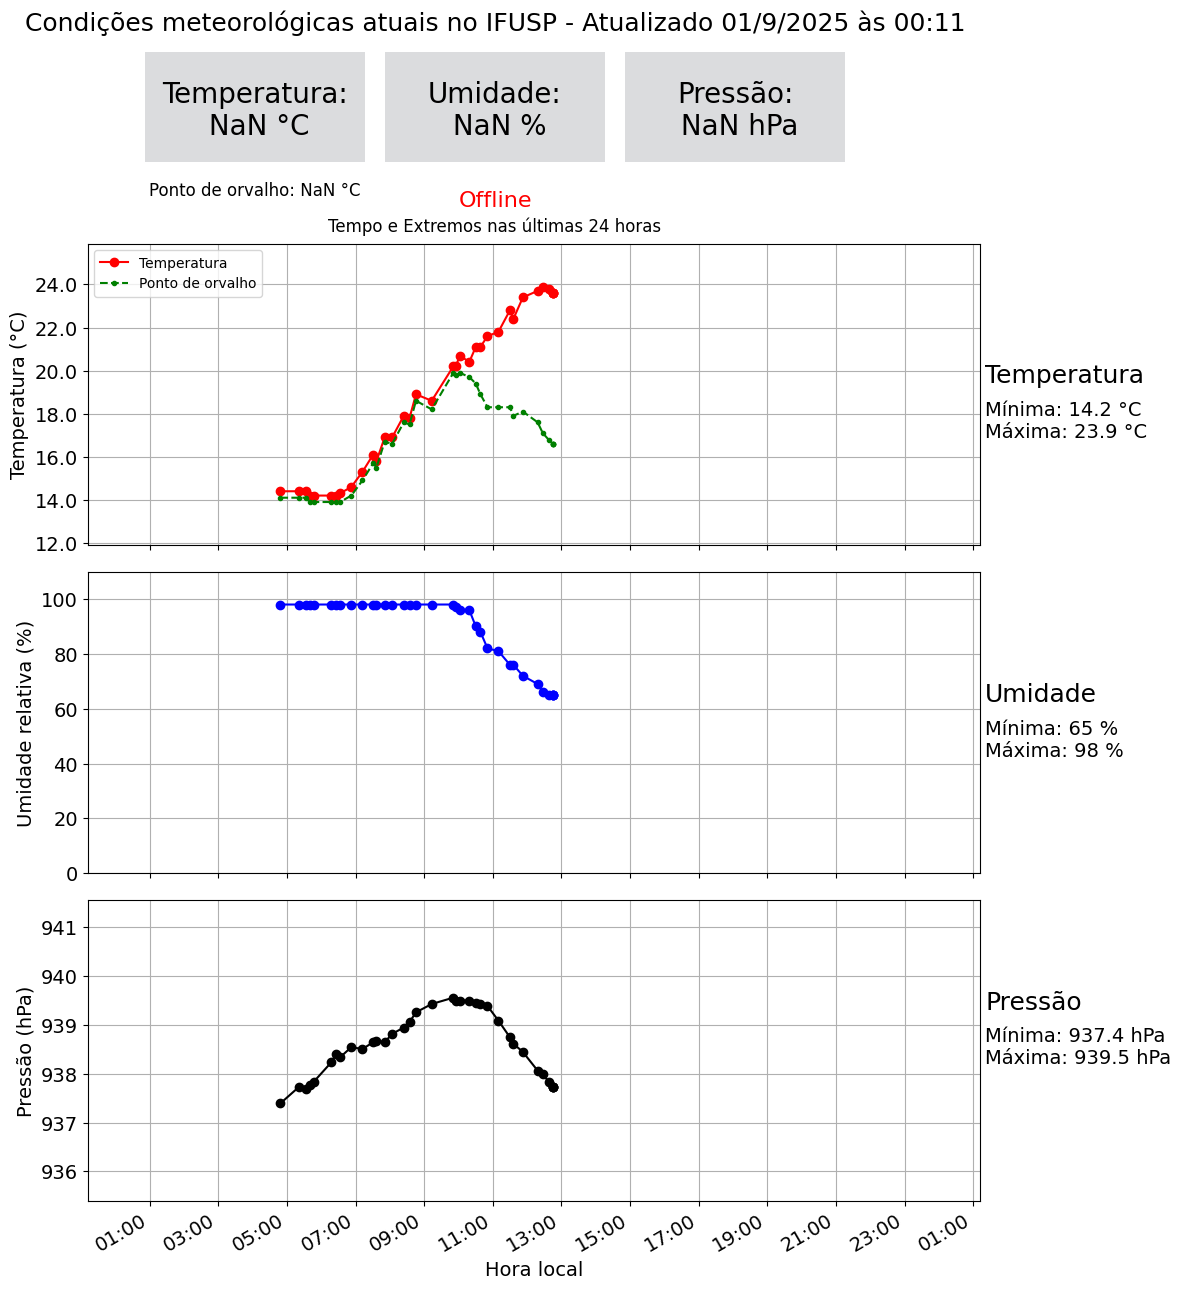 Condições meteorológicas atuais no IFUSP - Atualizado 01/9/2025 às 00:11
Temperatura:
NaN °C
Umidade:
NaN %
Pressão:
NaN hPa
Ponto de orvalho: NaN °C
Offline
Tempo e Extremos nas últimas 24 horas
Temperatura
Ponto de orvalho
Temperatura (°C)
24.0
22.0
20.0
18.0
16.0
14.0
12.0
Temperatura
Mínima: 14.2 °C
Máxima: 23.9 °C
Umidade relativa (%)
100
80
60
40
20
0
Umidade
Mínima: 65 %
Máxima: 98 %
Pressão (hPa)
941
940
939
938
937
936
Pressão
Mínima: 937.4 hPa
Máxima: 939.5 hPa
01:00 03:00 05:00 07:00 09:00 11:00 13:00 15:00 17:00 19:00 21:00 23:00 01:00
Hora local